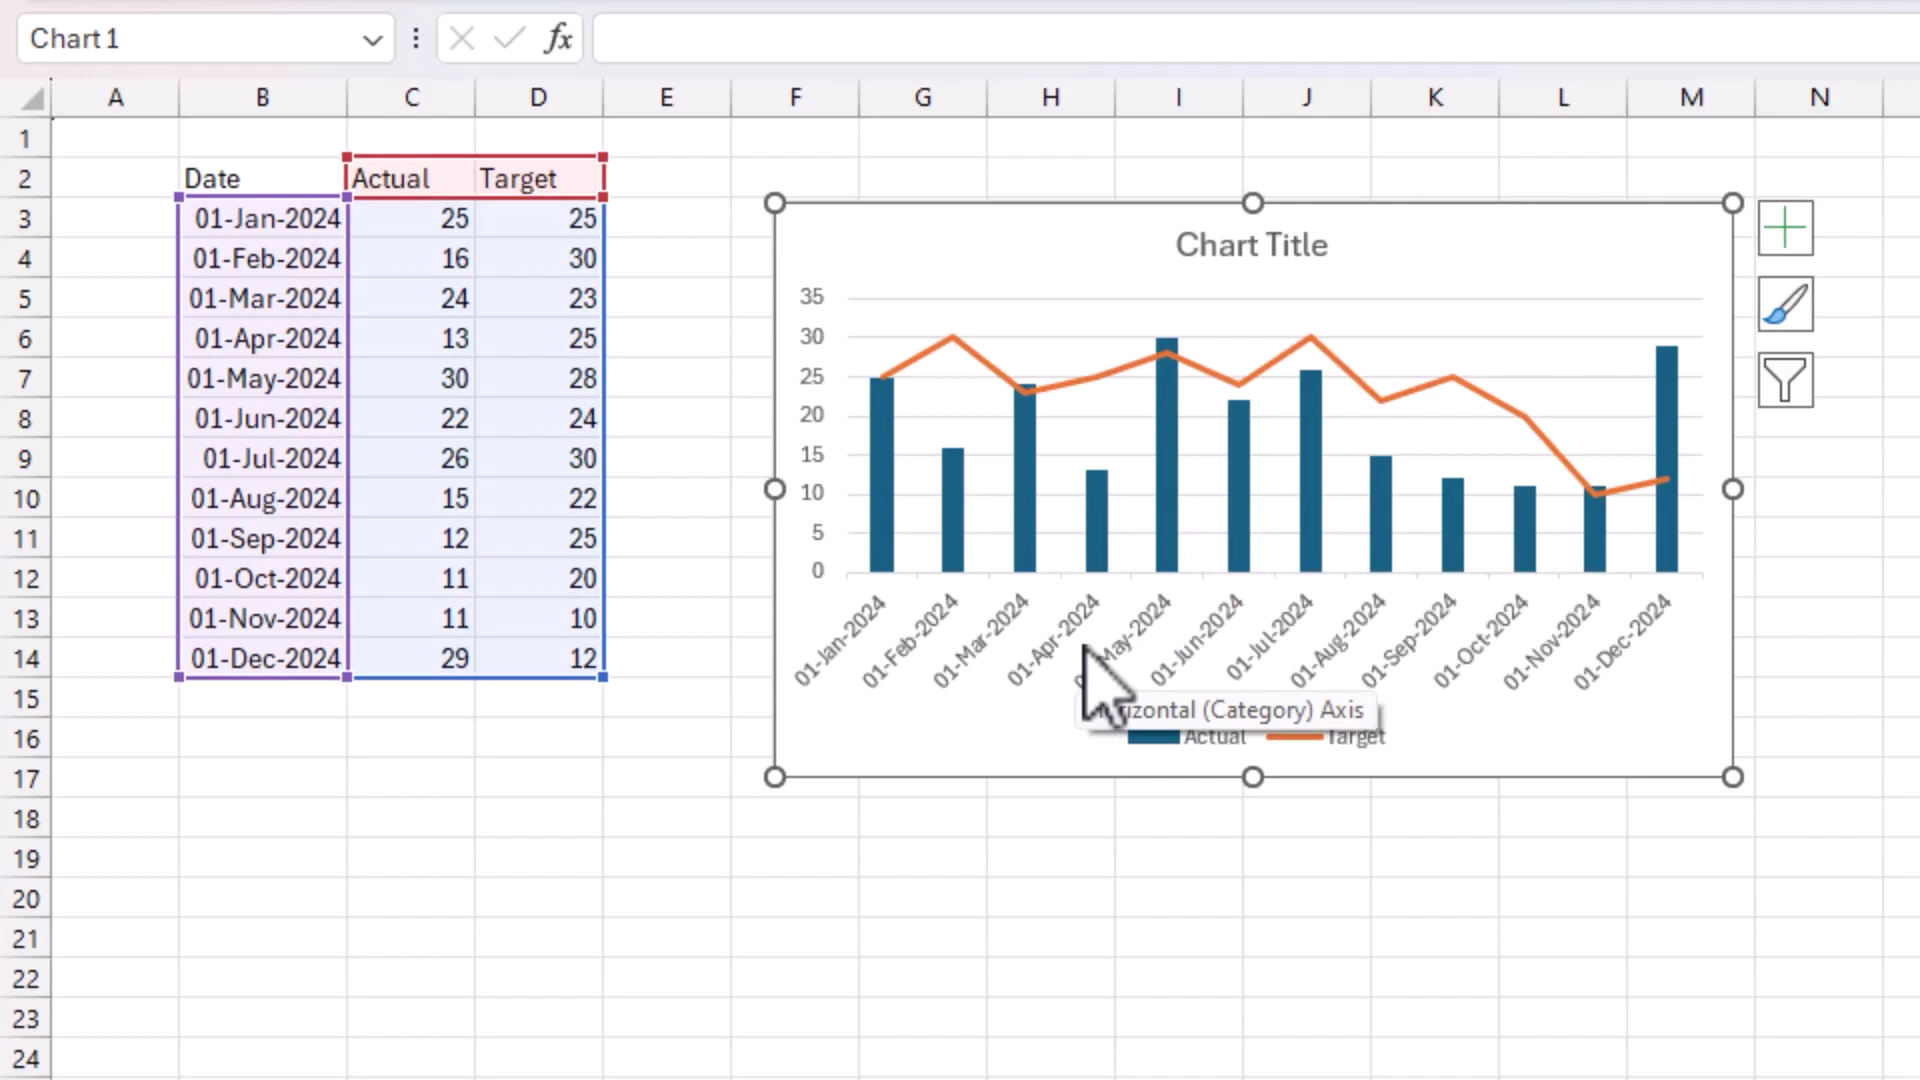 Chart 1
fx
A B C D E F G H I J K L M N
1
2 Date Actual Target
3 01-Jan-2024 25 25
4 01-Feb-2024 16 30
5 01-Mar-2024 24 23
6 01-Apr-2024 13 25
7 01-May-2024 30 28
8 01-Jun-2024 22 24
9 01-Jul-2024 26 30
10 01-Aug-2024 15 22
11 01-Sep-2024 12 25
12 01-Oct-2024 11 20
13 01-Nov-2024 11 10
14 01-Dec-2024 29 12
15
16
17
18
19
20
21
22
23
24
Chart Title
35
30
25
20
15
10
5
0
01-Jan-2024 01-Feb-2024 01-Mar-2024 01-Apr-2024 May-2024 01-Jun-2024 01-Jul-2024 01-Aug-2024 01-Sep-2024 01-Oct-2024 01-Nov-2024 01-Dec-2024
(Category) Axis
Actual Target